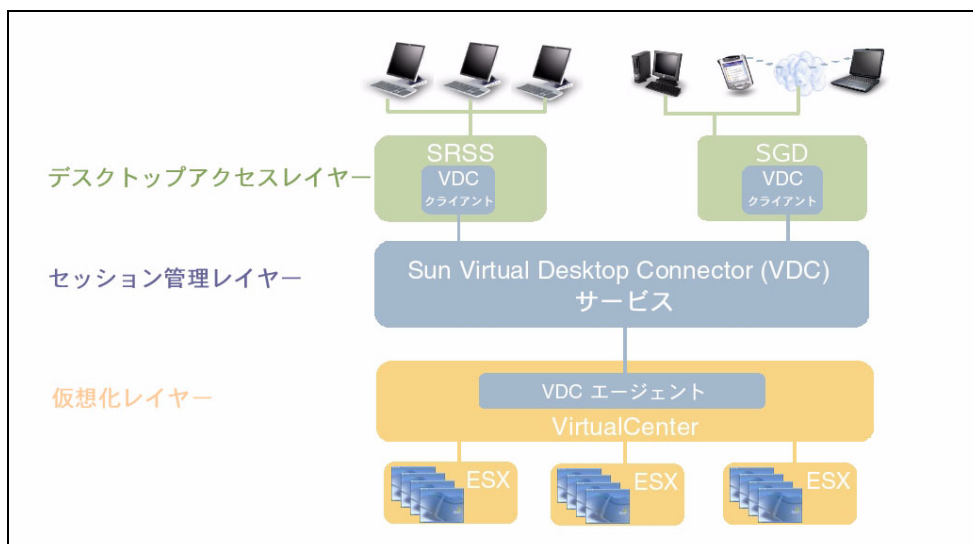 SRSS
VDC
クライアント
SGD
VDC
クライアント
デスクトップアクセスレイヤー
セッション管理レイヤー
Sun Virtual Desktop Connector (VDC)
サービス
仮想化レイヤー
VDC エージェント
VirtualCenter
ESX
ESX
ESX